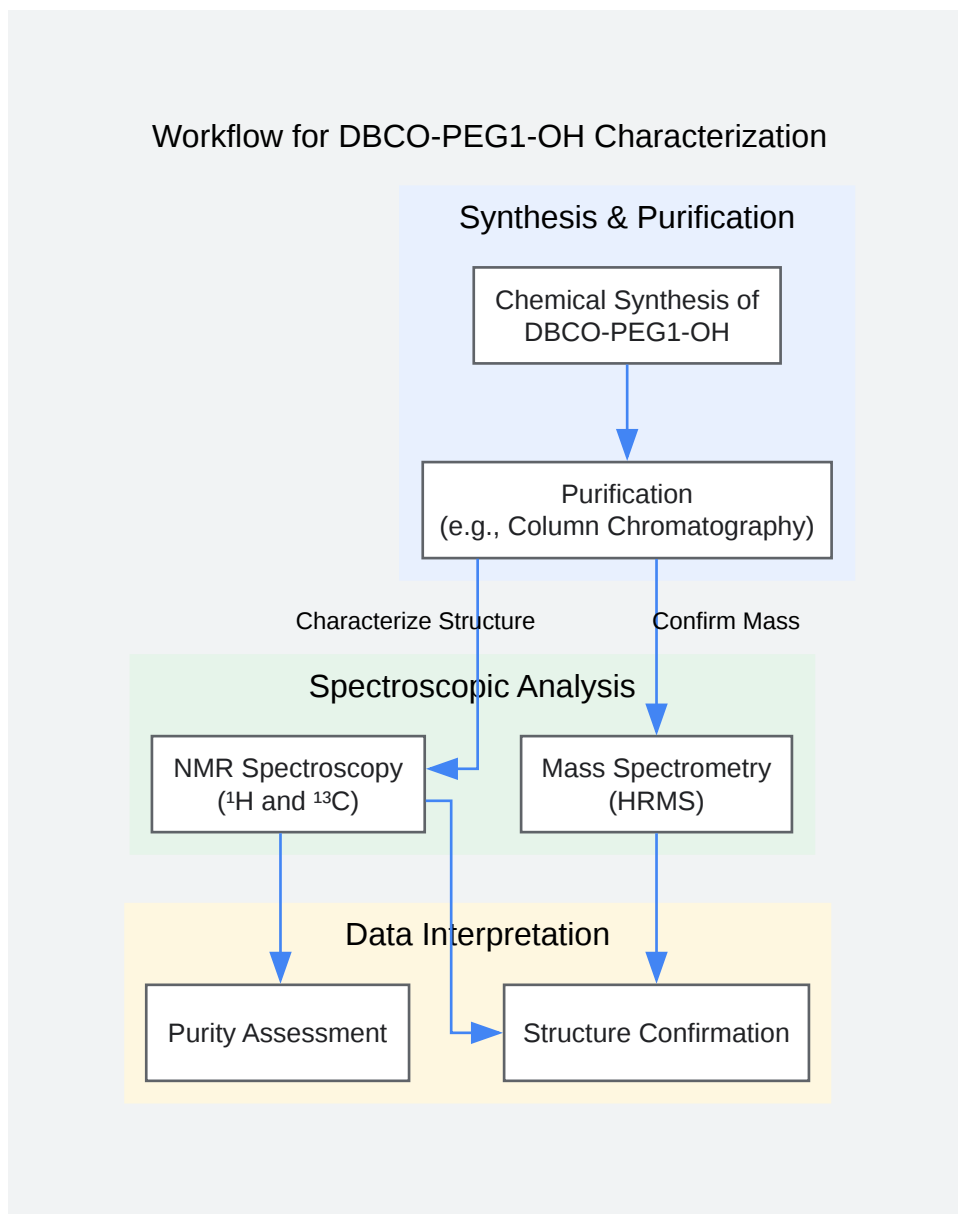 Workflow for DBCO-PEG1-OH Characterization
Synthesis & Purification
Chemical Synthesis of
DBCO-PEG1-OH
Purification
(e.g., Column Chromatography)
Characterize Structure
Confirm Mass
Spectroscopic Analysis
NMR Spectroscopy
(¹H and ¹³C)
Mass Spectrometry
(HRMS)
Data Interpretation
Purity Assessment
Structure Confirmation